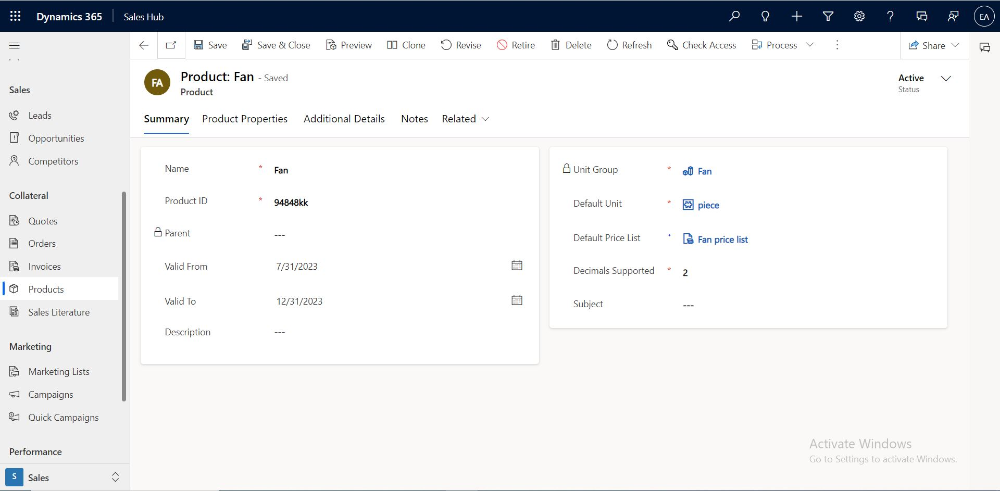 Dynamics 365 Sales Hub EA
Save Save & Close Preview Clone Revise Retire Delete Refresh Check Access Process Share
FA Product: Fan - Saved
Product
Active
Status
Summary Product Properties Additional Details Notes Related
Sales
Leads
Opportunities
Competitors
Collateral
Quotes
Orders
Invoices
Products
Sales Literature
Marketing
Marketing Lists
Campaigns
Quick Campaigns
Performance
S Sales
Name * Fan
Product ID * 94848kk
Parent ---
Valid From 7/31/2023
Valid To 12/31/2023
Description ---
Unit Group * Fan
Default Unit * piece
Default Price List + Fan price list
Decimals Supported * 2
Subject ---
Activate Windows
Go to Settings to activate Windows.